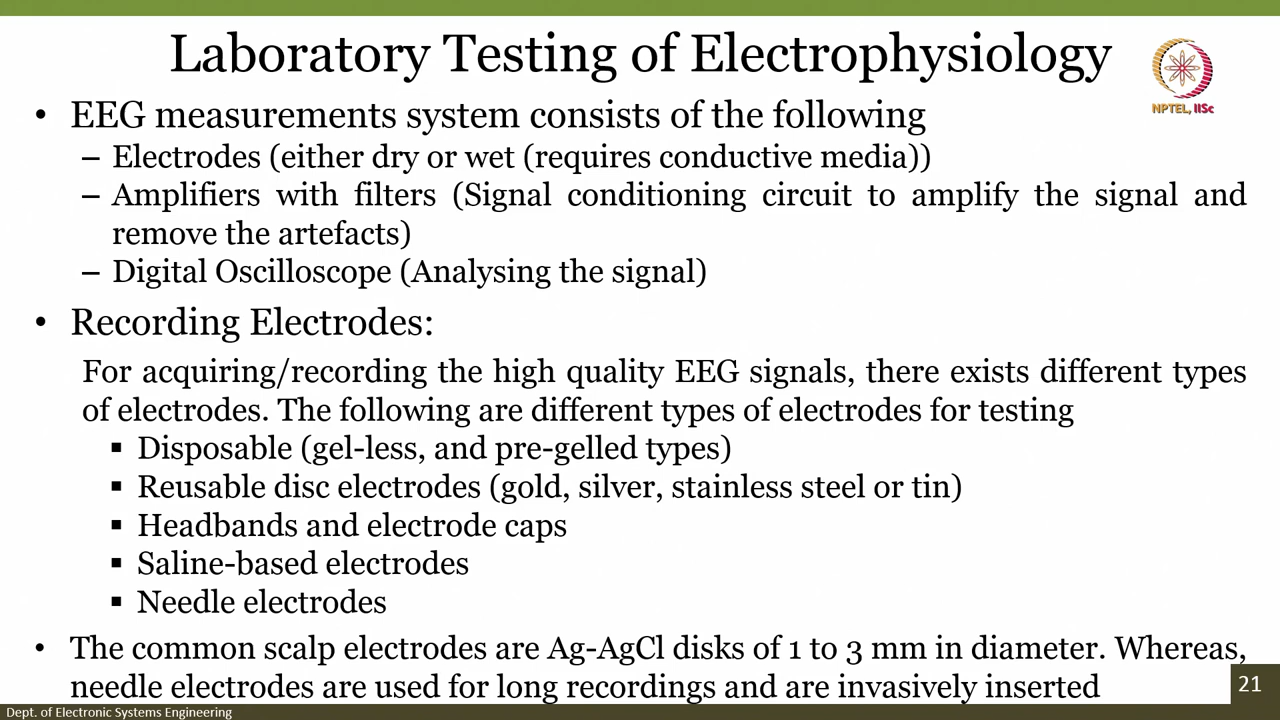 Laboratory Testing of Electrophysiology
NPTEL, IISc
• EEG measurements system consists of the following
– Electrodes (either dry or wet (requires conductive media))
– Amplifiers with filters (Signal conditioning circuit to amplify the signal and
remove the artefacts)
– Digital Oscilloscope (Analysing the signal)
• Recording Electrodes:
For acquiring/recording the high quality EEG signals, there exists different types
of electrodes. The following are different types of electrodes for testing
▪ Disposable (gel-less, and pre-gelled types)
▪ Reusable disc electrodes (gold, silver, stainless steel or tin)
▪ Headbands and electrode caps
▪ Saline-based electrodes
▪ Needle electrodes
• The common scalp electrodes are Ag-AgCl disks of 1 to 3 mm in diameter. Whereas,
needle electrodes are used for long recordings and are invasively inserted
21
Dept. of Electronic Systems Engineering